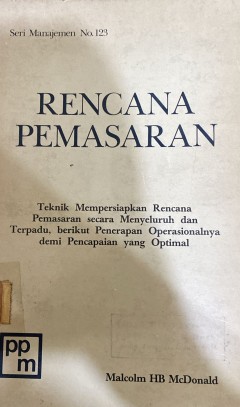 Seri Manajemen No.123
RENCANA
PEMASARAN
Teknik Mempersiapkan Rencana
Pemasaran secara Menyeluruh dan
Terpadu, berikut Penerapan Operasionalnya
demi Pencapaian yang Optimal
pp
m
Malcolm HB McDonald